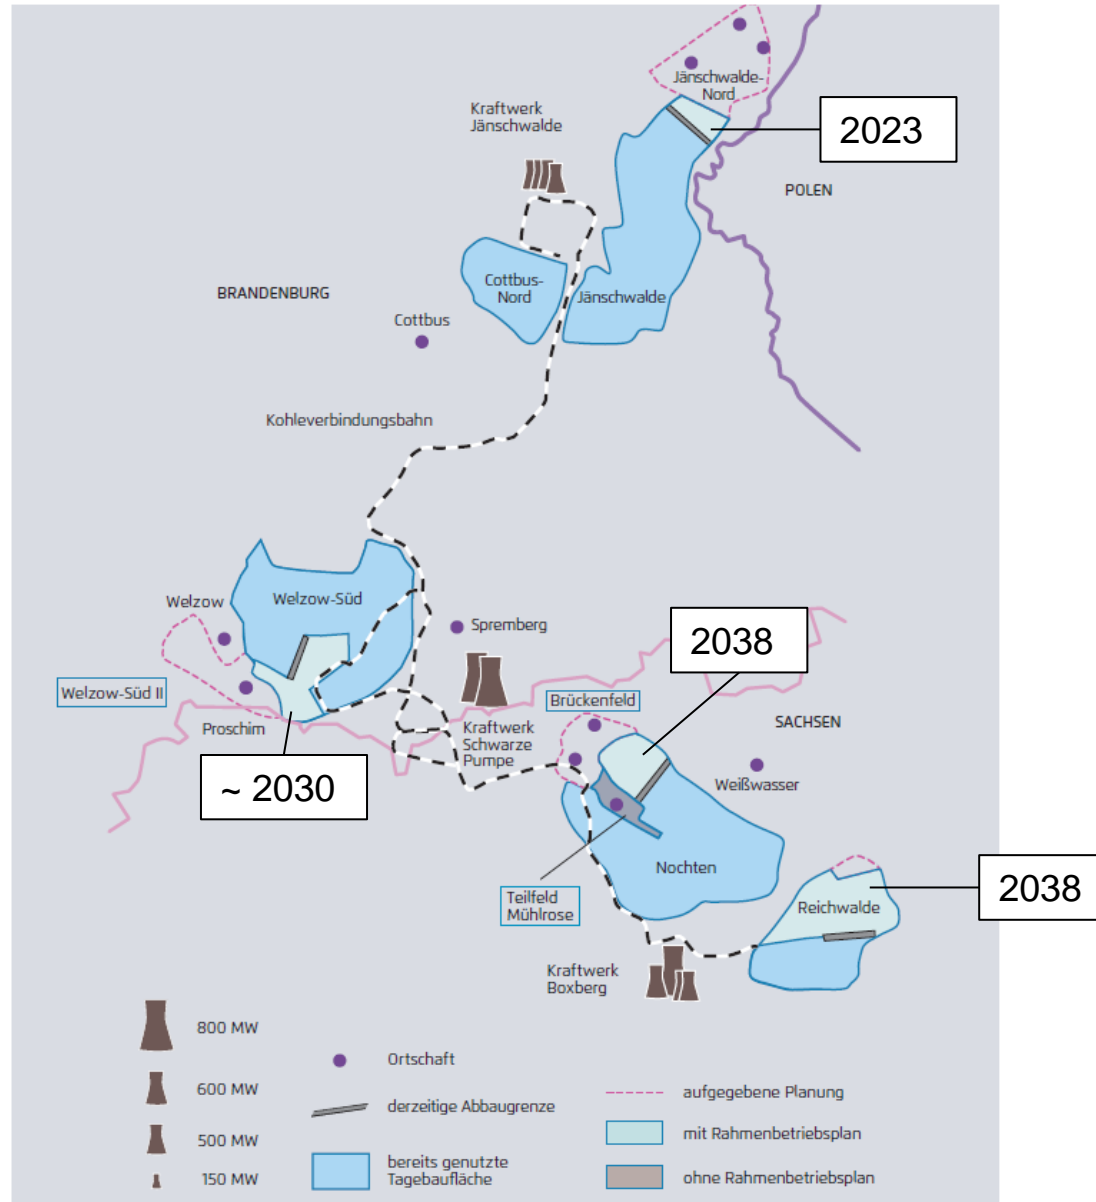 Jänschwalde-
Nord
Kraftwerk
Jänschwalde
2023
POLEN
BRANDENBURG
Cottbus-
Nord
Jänschwalde
Cottbus
Kohleverbindungsbahn
Welzow
Welzow-Süd
Spremberg
2038
Welzow-Süd II
Brückenfeld
SACHSEN
Proschim
Kraftwerk
Schwarze
Pumpe
~ 2030
Weißwasser
Nochten
Teilfeld
Mühlrose
Reichwalde
2038
Kraftwerk
Boxberg
800 MW
600 MW
500 MW
150 MW
Ortschaft
derzeitige Abbaugrenze
bereits genutzte
Tagebaufläche
aufgegebene Planung
mit Rahmenbetriebsplan
ohne Rahmenbetriebsplan